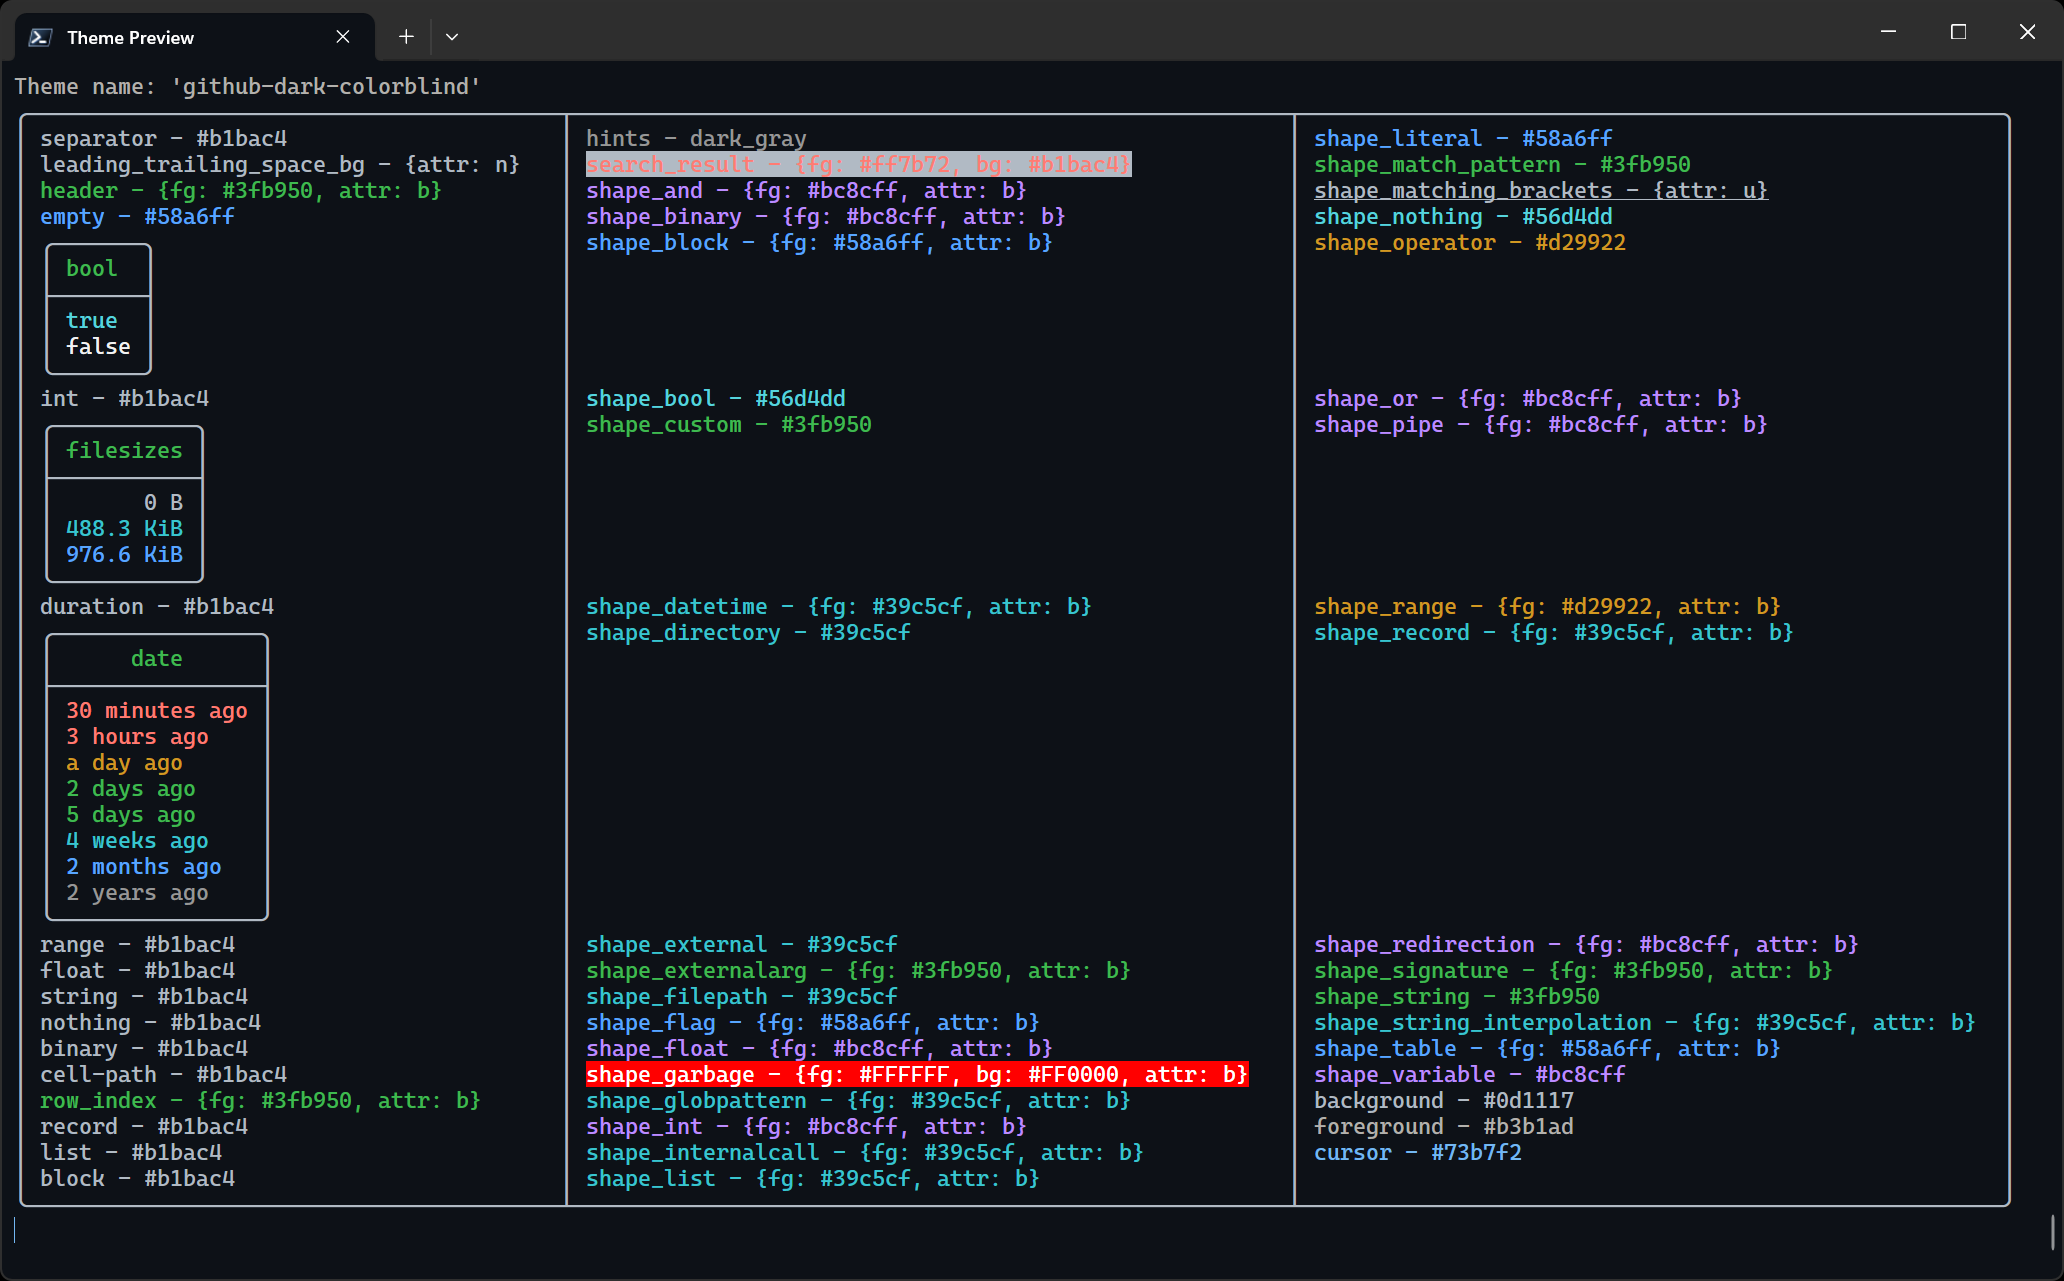 Theme Preview
Theme name: 'github-dark-colorblind'
separator - #b1bac4
leading_trailing_space_bg - {attr: n}
header - {fg: #3fb950, attr: b}
empty - #58a6ff
bool
true
false
int - #b1bac4
filesizes
0 B
488.3 KiB
976.6 KiB
duration - #b1bac4
date
30 minutes ago
3 hours ago
a day ago
2 days ago
5 days ago
4 weeks ago
2 months ago
2 years ago
range - #b1bac4
float - #b1bac4
string - #b1bac4
nothing - #b1bac4
binary - #b1bac4
cell-path - #b1bac4
row_index - {fg: #3fb950, attr: b}
record - #b1bac4
list - #b1bac4
block - #b1bac4
hints - dark_gray
search_result - {fg: #ff7b72, bg: #b1bac4}
shape_and - {fg: #bc8cff, attr: b}
shape_binary - {fg: #bc8cff, attr: b}
shape_block - {fg: #58a6ff, attr: b}
shape_bool - #56d4dd
shape_custom - #3fb950
shape_datetime - {fg: #39c5cf, attr: b}
shape_directory - #39c5cf
shape_external - #39c5cf
shape_externalarg - {fg: #3fb950, attr: b}
shape_filepath - #39c5cf
shape_flag - {fg: #58a6ff, attr: b}
shape_float - {fg: #bc8cff, attr: b}
shape_garbage - {fg: #FFFFFF, bg: #FF0000, attr: b}
shape_globpattern - {fg: #39c5cf, attr: b}
shape_int - {fg: #bc8cff, attr: b}
shape_internalcall - {fg: #39c5cf, attr: b}
shape_list - {fg: #39c5cf, attr: b}
shape_literal - #58a6ff
shape_match_pattern - #3fb950
shape_matching_brackets - {attr: u}
shape_nothing - #56d4dd
shape_operator - #d29922
shape_or - {fg: #bc8cff, attr: b}
shape_pipe - {fg: #bc8cff, attr: b}
shape_range - {fg: #d29922, attr: b}
shape_record - {fg: #39c5cf, attr: b}
shape_redirection - {fg: #bc8cff, attr: b}
shape_signature - {fg: #3fb950, attr: b}
shape_string - #3fb950
shape_string_interpolation - {fg: #39c5cf, attr: b}
shape_table - {fg: #58a6ff, attr: b}
shape_variable - #bc8cff
background - #0d1117
foreground - #b3b1ad
cursor - #73b7f2